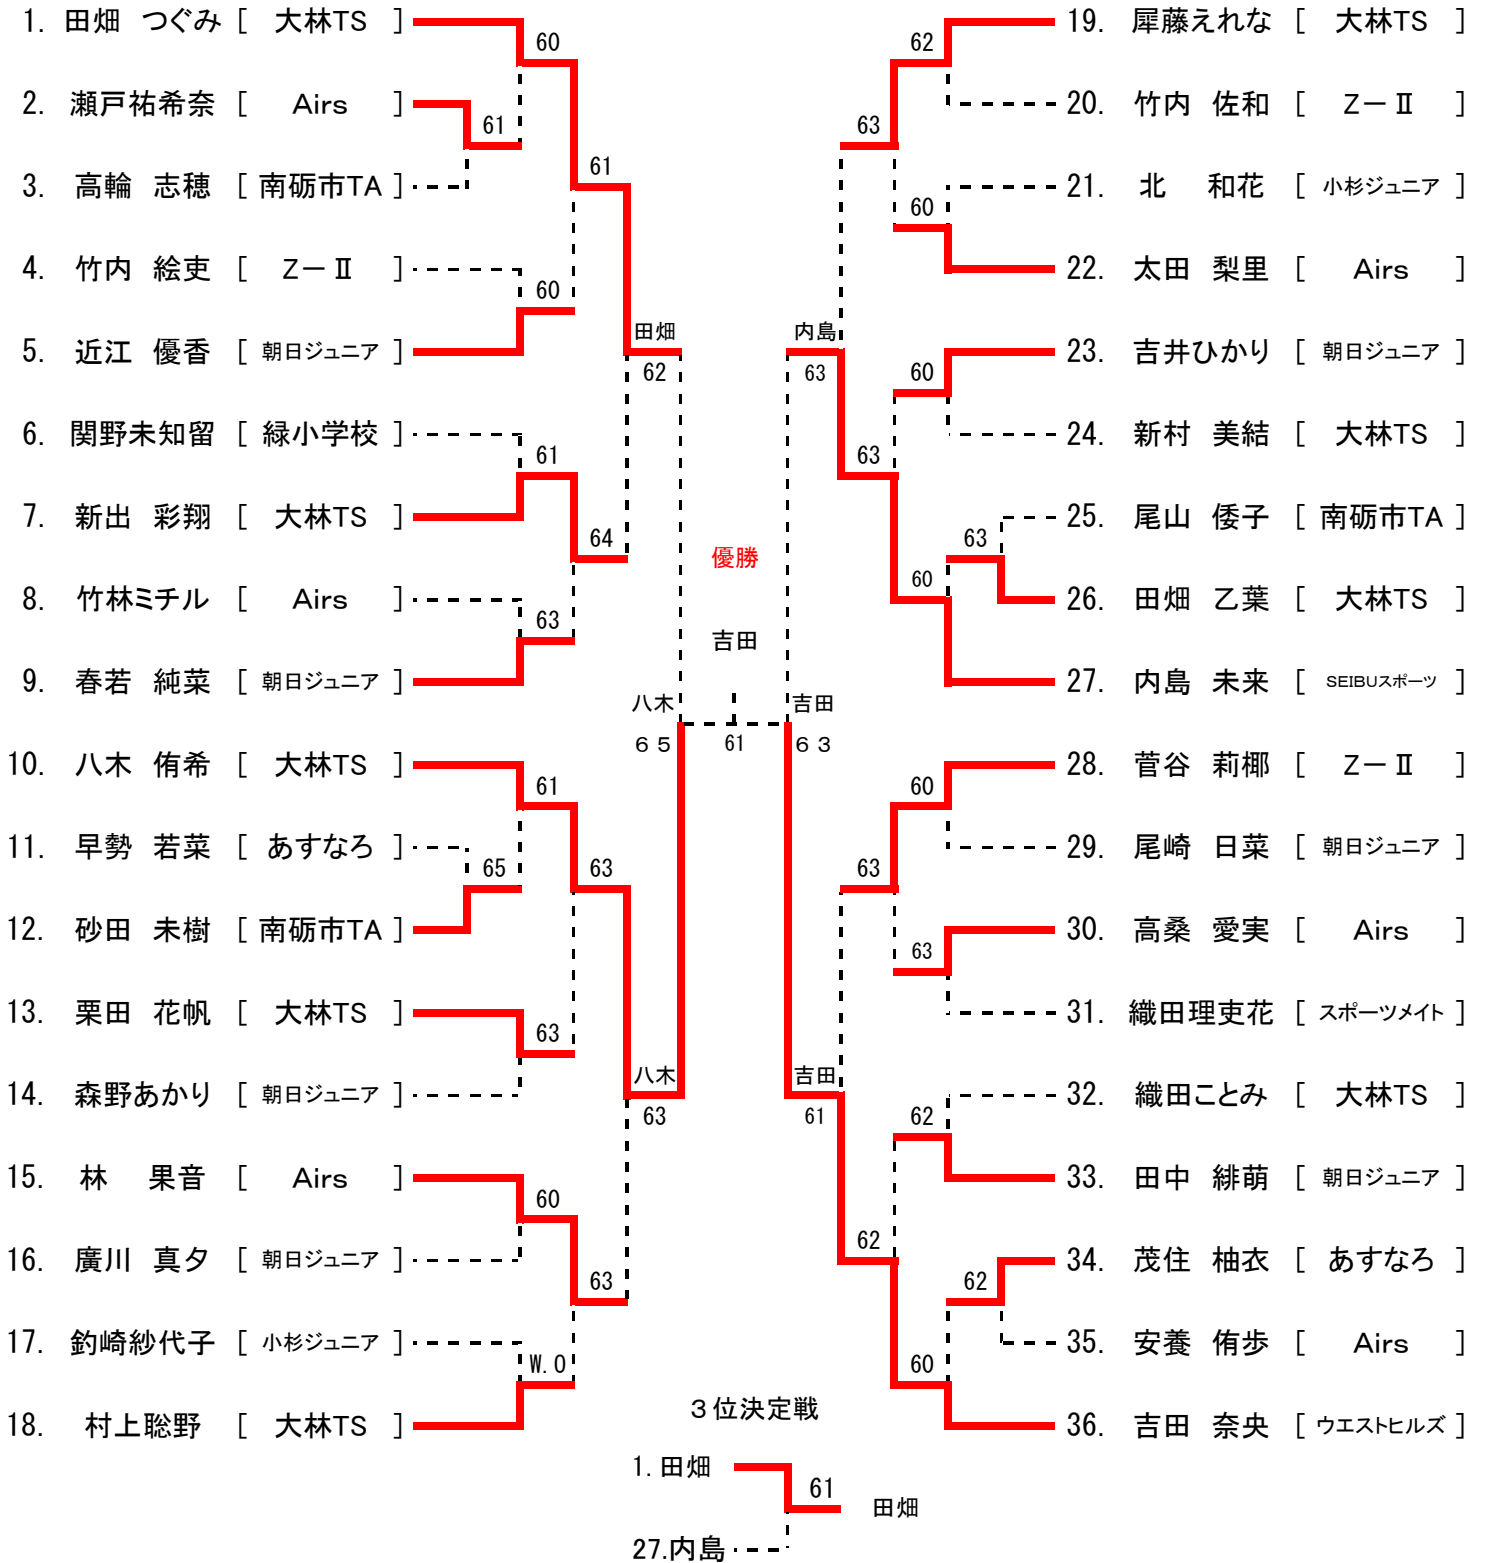 1. 田畑 つぐみ [ 大林TS ]
60
2. 瀬戸祐希奈 [ Airs ]
61
3. 高輪 志穂 [ 南砺市TA ]
61
4. 竹内 絵吏 [ Z－Ⅱ ]
60
5. 近江 優香 [ 朝日ジュニア ]
田畑
62
6. 関野未知留 [ 緑小学校 ]
61
7. 新出 彩翔 [ 大林TS ]
64
8. 竹林ミチル [ Airs ]
63
9. 春若 純菜 [ 朝日ジュニア ]
八木
６５
10. 八木 侑希 [ 大林TS ]
61
11. 早勢 若菜 [ あすなろ ]
65
63
12. 砂田 未樹 [ 南砺市TA ]
13. 栗田 花帆 [ 大林TS ]
63
14. 森野あかり [ 朝日ジュニア ]
八木
63
15. 林 果音 [ Airs ]
60
16. 廣川 真夕 [ 朝日ジュニア ]
63
17. 釣崎紗代子 [ 小杉ジュニア ]
W.O
18. 村上聡野 [ 大林TS ]
優勝
吉田
61
19. 犀藤えれな [ 大林TS ]
62
20. 竹内 佐和 [ Z－Ⅱ ]
63
21. 北 和花 [ 小杉ジュニア ]
60
22. 太田 梨里 [ Airs ]
内島
63
23. 吉井ひかり [ 朝日ジュニア ]
60
24. 新村 美結 [ 大林TS ]
63
25. 尾山 倭子 [ 南砺市TA ]
63
26. 田畑 乙葉 [ 大林TS ]
60
27. 内島 未来 [ SEIBUスポーツ ]
吉田
６３
28. 菅谷 莉椰 [ Z－Ⅱ ]
60
29. 尾崎 日菜 [ 朝日ジュニア ]
63
30. 高桑 愛実 [ Airs ]
63
31. 織田理吏花 [ スポーツメイト ]
吉田
61
32. 織田ことみ [ 大林TS ]
62
33. 田中 緋萌 [ 朝日ジュニア ]
62
34. 茂住 柚衣 [ あすなろ ]
62
35. 安養 侑歩 [ Airs ]
60
36. 吉田 奈央 [ ウエストヒルズ ]
３位決定戦
1. 田畑
61
田畑
27.内島